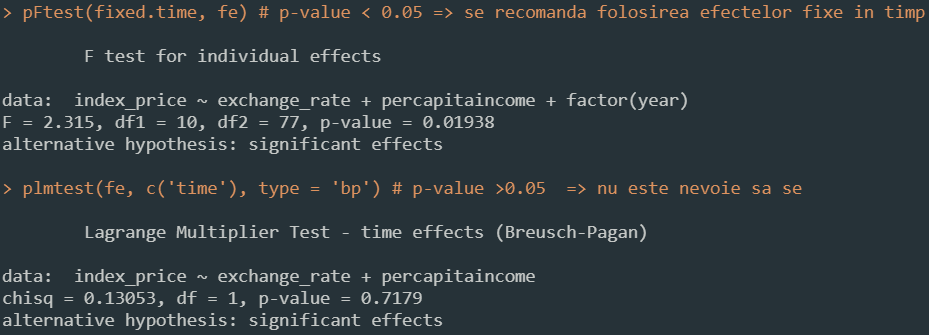 > pFtest(fixed.time, fe) # p-value < 0.05 => se recomanda folosirea efectelor fixe in timp
F test for individual effects
data:  index_price ~ exchange_rate + percapitaincome + factor(year)
F = 2.315, df1 = 10, df2 = 77, p-value = 0.01938
alternative hypothesis: significant effects
> plmtest(fe, c('time'), type = 'bp') # p-value >0.05  => nu este nevoie sa se
Lagrange Multiplier Test - time effects (Breusch-Pagan)
data:  index_price ~ exchange_rate + percapitaincome
chisq = 0.13053, df = 1, p-value = 0.7179
alternative hypothesis: significant effects